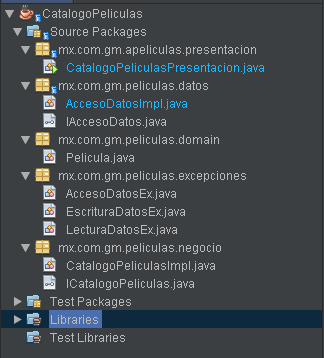 CatalogoPeliculas
Source Packages
mx.com.gm.apeliculas.presentacion
CatalogoPeliculasPresentacion.java
mx.com.gm.peliculas.datos
AccesoDatosImpl.java
IAccesoDatos.java
mx.com.gm.peliculas.domain
Pelicula.java
mx.com.gm.peliculas.excepciones
AccesoDatosEx.java
EscrituraDatosEx.java
LecturaDatosEx.java
mx.com.gm.peliculas.negocio
CatalogoPeliculasImpl.java
ICatalogoPeliculas.java
Test Packages
Libraries
Test Libraries